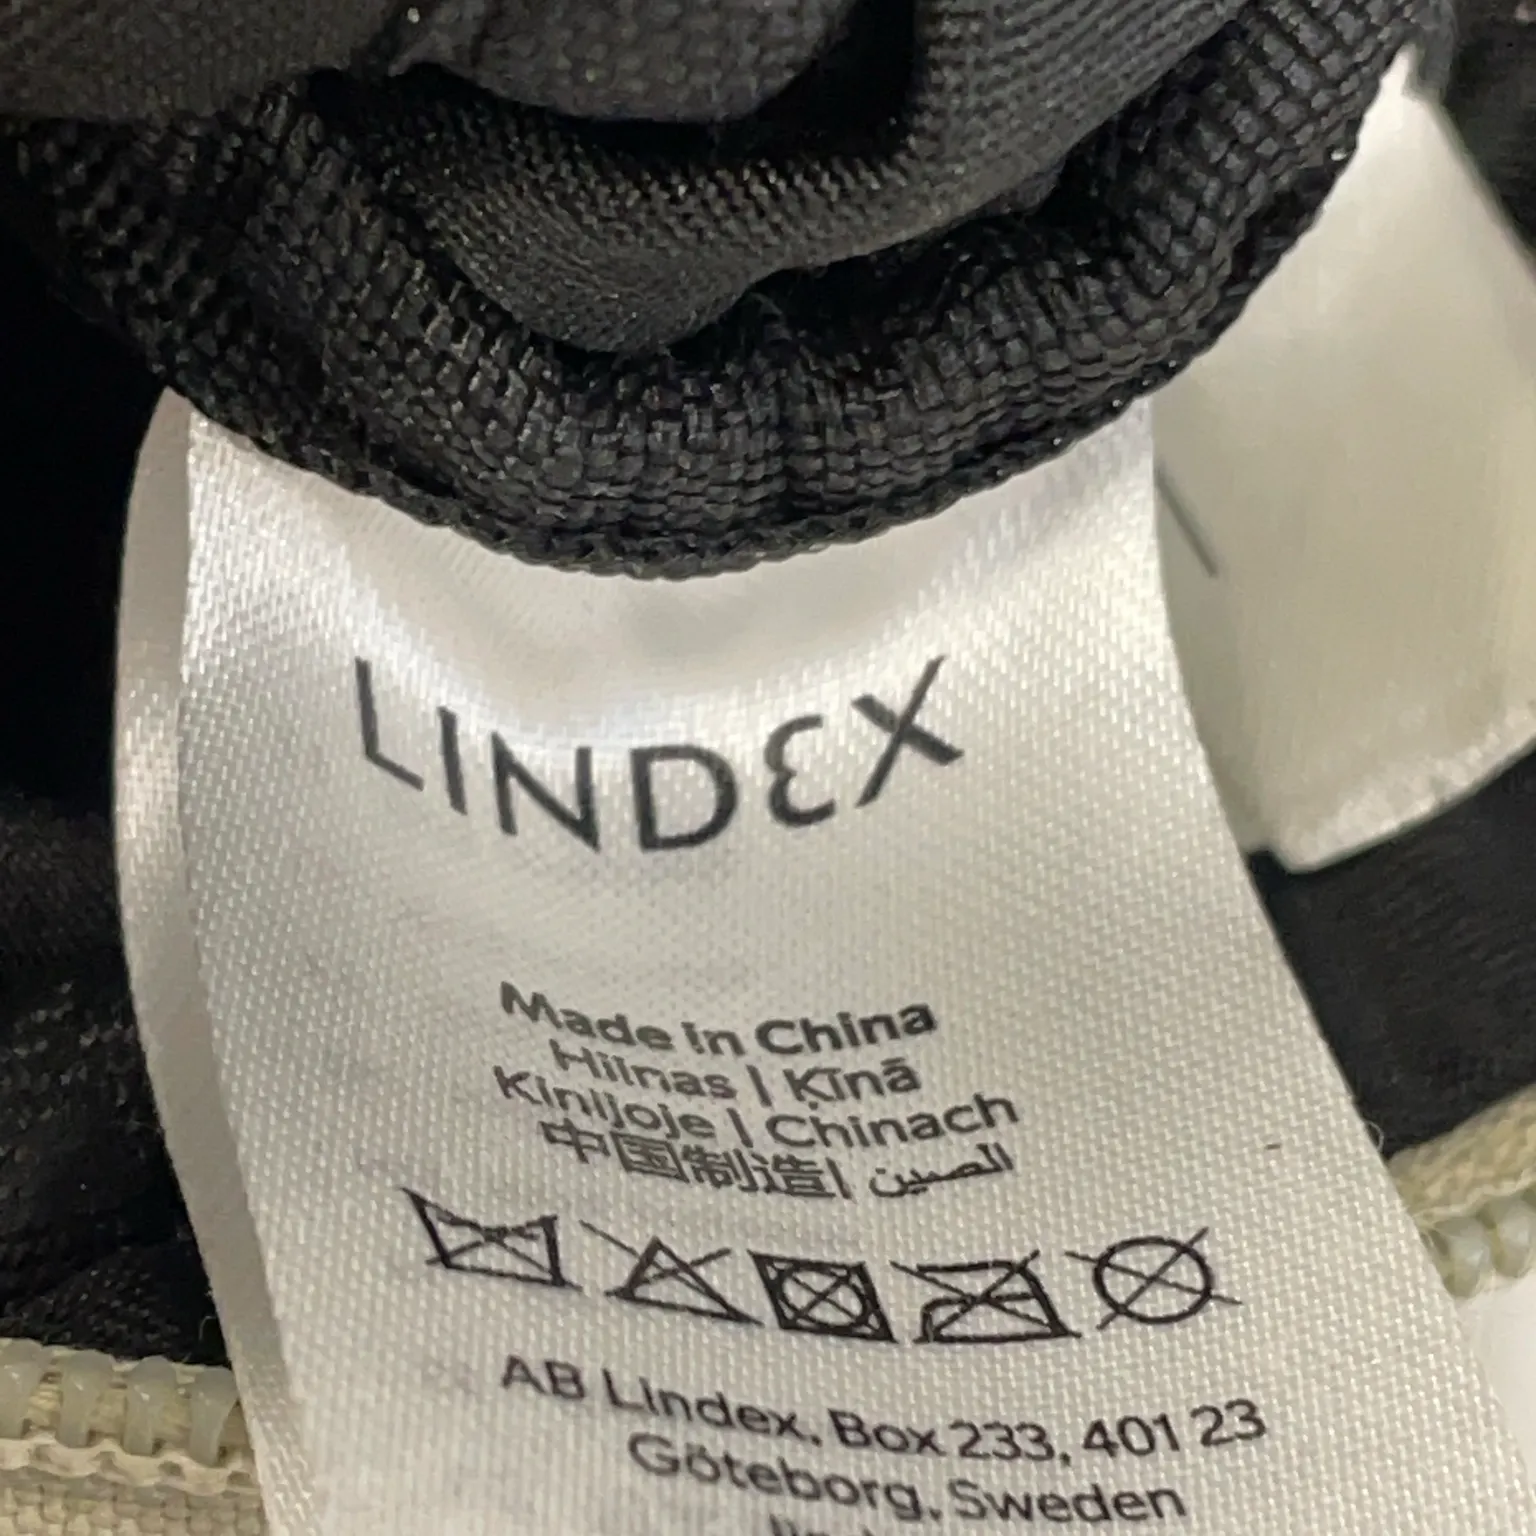 LINDEX
Made in China
Hiinas | Ķīnā
Kinijoje | Chinach
中国制造| الصين
AB Lindex, Box 233, 401 23
Göteborg, Sweden